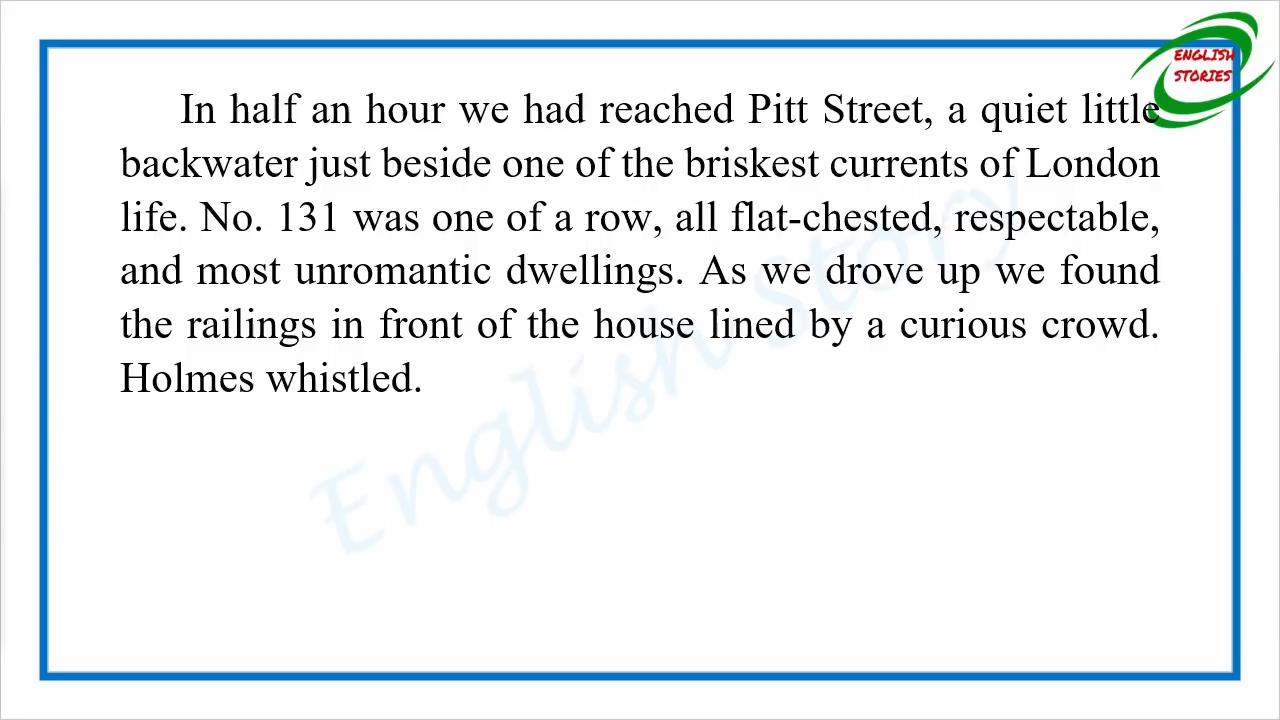 ENGLISH
STORIES
In half an hour we had reached Pitt Street, a quiet little
backwater just beside one of the briskest currents of London
life. No. 131 was one of a row, all flat-chested, respectable,
and most unromantic dwellings. As we drove up we found
the railings in front of the house lined by a curious crowd.
Holmes whistled.
English Story